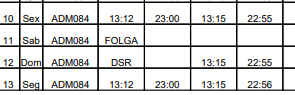 10 Sex ADM084 13:12 23:00 13:15 22:55
11 Sab ADM084 FOLGA
12 Dom ADM084 DSR 13:15 22:55
13 Seg ADM084 13:12 23:00 13:15 22:56